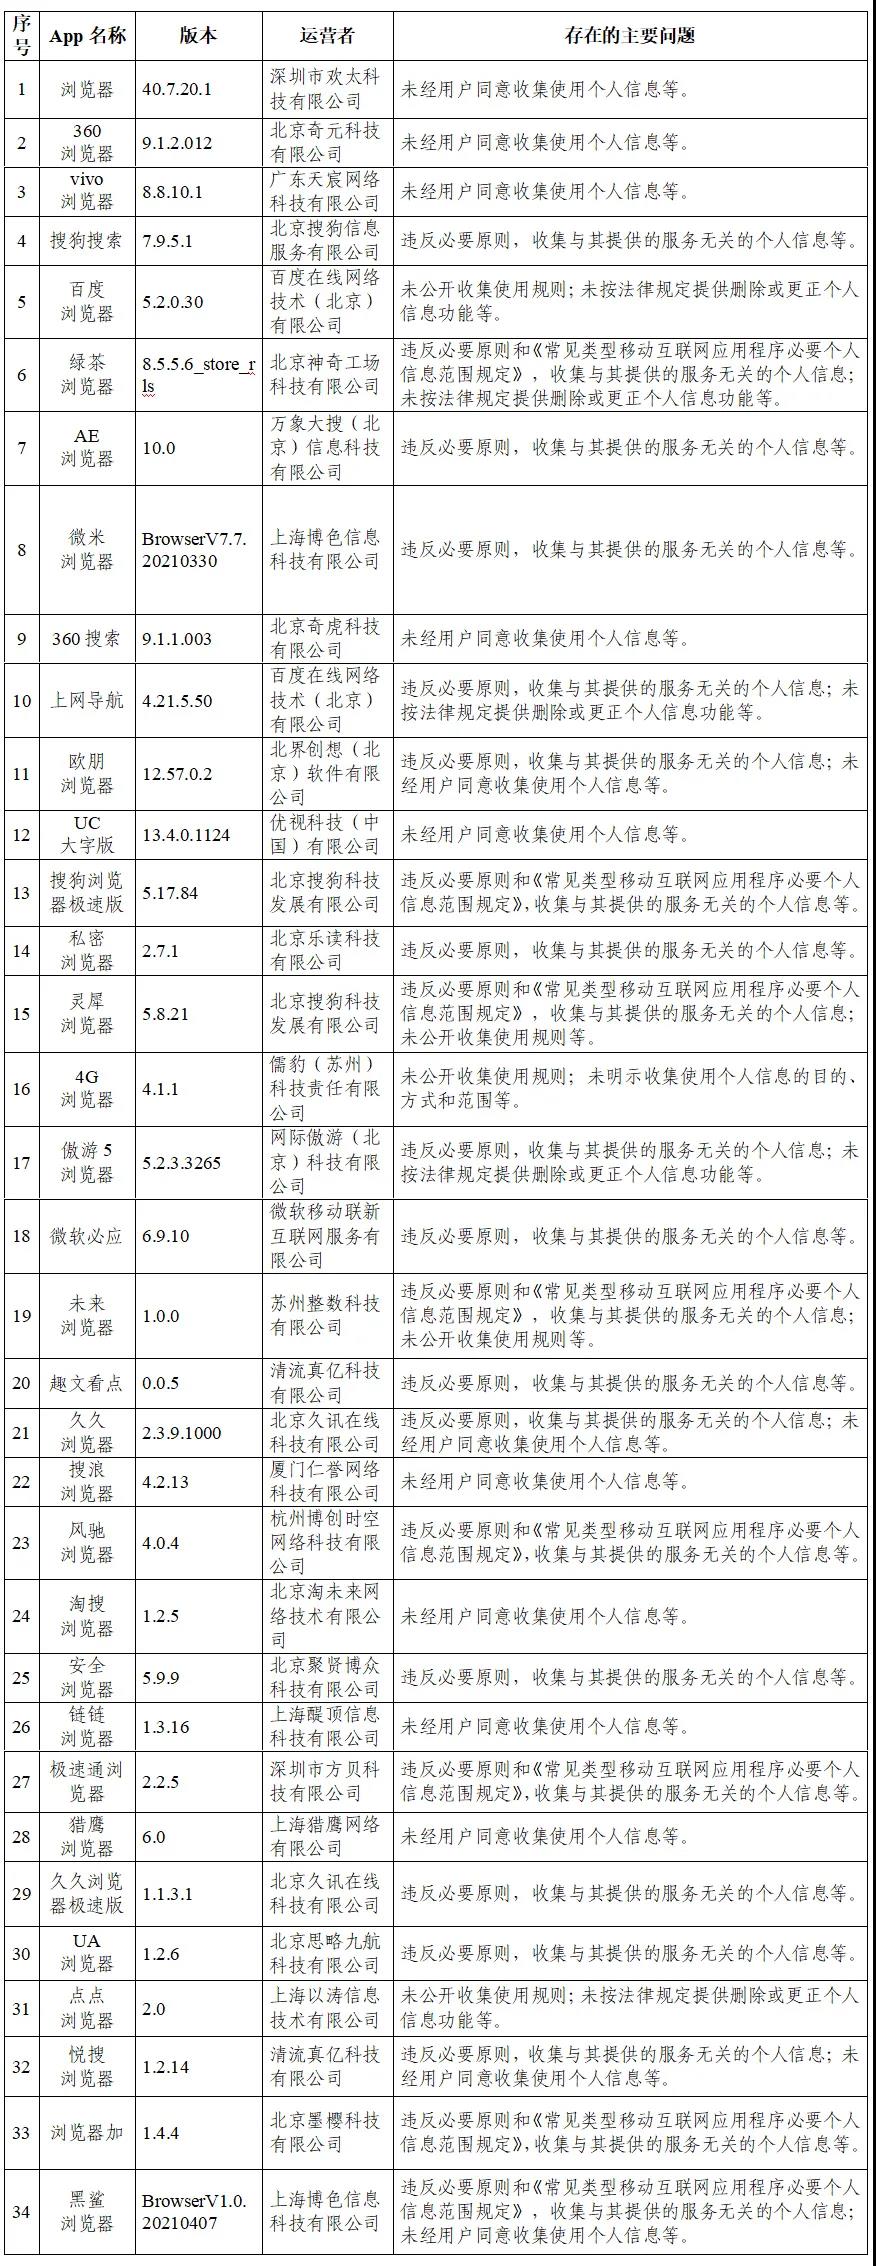 序号 App 名称 版本 运营者 存在的主要问题
1 浏览器 40.7.20.1 深圳市欢太科技有限公司 未经用户同意收集使用个人信息等。
2 360浏览器 9.1.2.012 北京奇元科技有限公司 未经用户同意收集使用个人信息等。
3 vivo浏览器 8.8.10.1 广东天宸网络科技有限公司 未经用户同意收集使用个人信息等。
4 搜狗搜索 7.9.5.1 北京搜狗信息服务有限公司 违反必要原则，收集与其提供的服务无关的个人信息等。
5 百度浏览器 5.2.0.30 百度在线网络技术（北京）有限公司 未公开收集使用规则；未按法律规定提供删除或更正个人信息功能等。
6 绿茶浏览器 8.5.5.6_store_rls 北京神奇工场科技有限公司 违反必要原则和《常见类型移动互联网应用程序必要个人信息范围规定》，收集与其提供的服务无关的个人信息；未按法律规定提供删除或更正个人信息功能等。
7 AE浏览器 10.0 万象大搜（北京）信息科技有限公司 违反必要原则，收集与其提供的服务无关的个人信息等。
8 微米浏览器 BrowserV7.7.20210330 上海博色信息科技有限公司 违反必要原则，收集与其提供的服务无关的个人信息等。
9 360搜索 9.1.1.003 北京奇虎科技有限公司 未经用户同意收集使用个人信息等。
10 上网导航 4.21.5.50 百度在线网络技术（北京）有限公司 违反必要原则，收集与其提供的服务无关的个人信息；未按法律规定提供删除或更正个人信息功能等。
11 欧朋浏览器 12.57.0.2 北界创想（北京）软件有限公司 违反必要原则，收集与其提供的服务无关的个人信息；未经用户同意收集使用个人信息等。
12 UC大字版 13.4.0.1124 优视科技（中国）有限公司 未经用户同意收集使用个人信息等。
13 搜狗浏览器极速版 5.17.84 北京搜狗科技发展有限公司 违反必要原则和《常见类型移动互联网应用程序必要个人信息范围规定》，收集与其提供的服务无关的个人信息等。
14 私密浏览器 2.7.1 北京乐读科技有限公司 违反必要原则，收集与其提供的服务无关的个人信息等。
15 灵犀浏览器 5.8.21 北京搜狗科技发展有限公司 违反必要原则和《常见类型移动互联网应用程序必要个人信息范围规定》，收集与其提供的服务无关的个人信息；未公开收集使用规则等。
16 4G浏览器 4.1.1 儒豹（苏州）科技责任有限公司 未公开收集使用规则；未明示收集使用个人信息的目的、方式和范围等。
17 傲游5浏览器 5.2.3.3265 网际傲游（北京）科技有限公司 违反必要原则，收集与其提供的服务无关的个人信息；未按法律规定提供删除或更正个人信息功能等。
18 微软必应 6.9.10 微软移动联新互联网服务有限公司 违反必要原则，收集与其提供的服务无关的个人信息等。
19 未来浏览器 1.0.0 苏州整数科技有限公司 违反必要原则和《常见类型移动互联网应用程序必要个人信息范围规定》，收集与其提供的服务无关的个人信息；未公开收集使用规则等。
20 趣文看点 0.0.5 清流真亿科技有限公司 违反必要原则，收集与其提供的服务无关的个人信息等。
21 久久浏览器 2.3.9.1000 北京久讯在线科技有限公司 违反必要原则，收集与其提供的服务无关的个人信息；未经用户同意收集使用个人信息等。
22 搜浪浏览器 4.2.13 厦门仁誉网络科技有限公司 未经用户同意收集使用个人信息等。
23 风驰浏览器 4.0.4 杭州博创时空网络科技有限公司 违反必要原则和《常见类型移动互联网应用程序必要个人信息范围规定》，收集与其提供的服务无关的个人信息等。
24 淘搜浏览器 1.2.5 北京淘未来网络技术有限公司 未经用户同意收集使用个人信息等。
25 安全浏览器 5.9.9 北京聚贤博众科技有限公司 违反必要原则，收集与其提供的服务无关的个人信息等。
26 链链浏览器 1.3.16 上海醒顶信息科技有限公司 未经用户同意收集使用个人信息等。
27 极速通浏览器 2.2.5 深圳市方贝科技有限公司 违反必要原则和《常见类型移动互联网应用程序必要个人信息范围规定》，收集与其提供的服务无关的个人信息等。
28 猎鹰浏览器 6.0 上海猎鹰网络有限公司 未经用户同意收集使用个人信息等。
29 久久浏览器极速版 1.1.3.1 北京久讯在线科技有限公司 违反必要原则，收集与其提供的服务无关的个人信息等。
30 UA浏览器 1.2.6 北京思略九航科技有限公司 违反必要原则，收集与其提供的服务无关的个人信息等。
31 点点浏览器 2.0 上海以涛信息技术有限公司 未公开收集使用规则；未按法律规定提供删除或更正个人信息功能等。
32 悦搜浏览器 1.2.14 清流真亿科技有限公司 违反必要原则，收集与其提供的服务无关的个人信息；未经用户同意收集使用个人信息等。
33 浏览器加 1.4.4 北京墨樱科技有限公司 违反必要原则和《常见类型移动互联网应用程序必要个人信息范围规定》，收集与其提供的服务无关的个人信息等。
34 黑鲨浏览器 BrowserV1.0.20210407 上海博色信息科技有限公司 违反必要原则和《常见类型移动互联网应用程序必要个人信息范围规定》，收集与其提供的服务无关的个人信息；未经用户同意收集使用个人信息等。